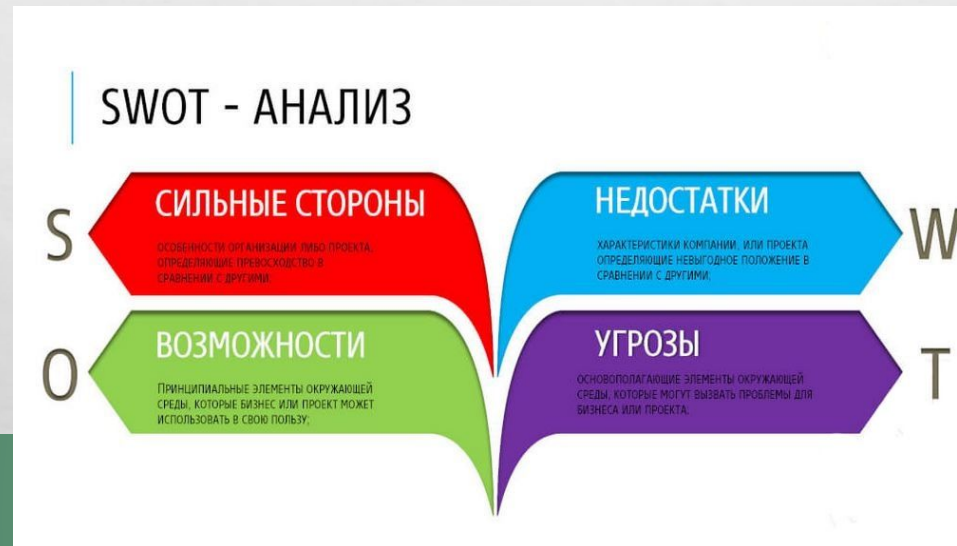 SWOT - АНАЛИЗ
S
СИЛЬНЫЕ СТОРОНЫ
ОСОБЕННОСТИ ОРГАНИЗАЦИИ ЛИБО ПРОЕКТА,
ОПРЕДЕЛЯЮЩИЕ ПРЕВОСХОДСТВО В
СРАВНЕНИИ С ДРУГИМИ;
НЕДОСТАТКИ
ХАРАКТЕРИСТИКИ КОМПАНИИ, ИЛИ ПРОЕКТА
ОПРЕДЕЛЯЮЩИЕ НЕВЫГОДНОЕ ПОЛОЖЕНИЕ В
СРАВНЕНИИ С ДРУГИМИ;
W
O
ВОЗМОЖНОСТИ
ПРИНЦИПИАЛЬНЫЕ ЭЛЕМЕНТЫ ОКРУЖАЮЩЕЙ
СРЕДЫ, КОТОРЫЕ БИЗНЕС ИЛИ ПРОЕКТ МОЖЕТ
ИСПОЛЬЗОВАТЬ В СВОЮ ПОЛЬЗУ;
УГРОЗЫ
ОСНОВОПОЛАГАЮЩИЕ ЭЛЕМЕНТЫ ОКРУЖАЮЩЕЙ
СРЕДЫ, КОТОРЫЕ МОГУТ ВЫЗВАТЬ ПРОБЛЕМЫ ДЛЯ
БИЗНЕСА ИЛИ ПРОЕКТА;
T